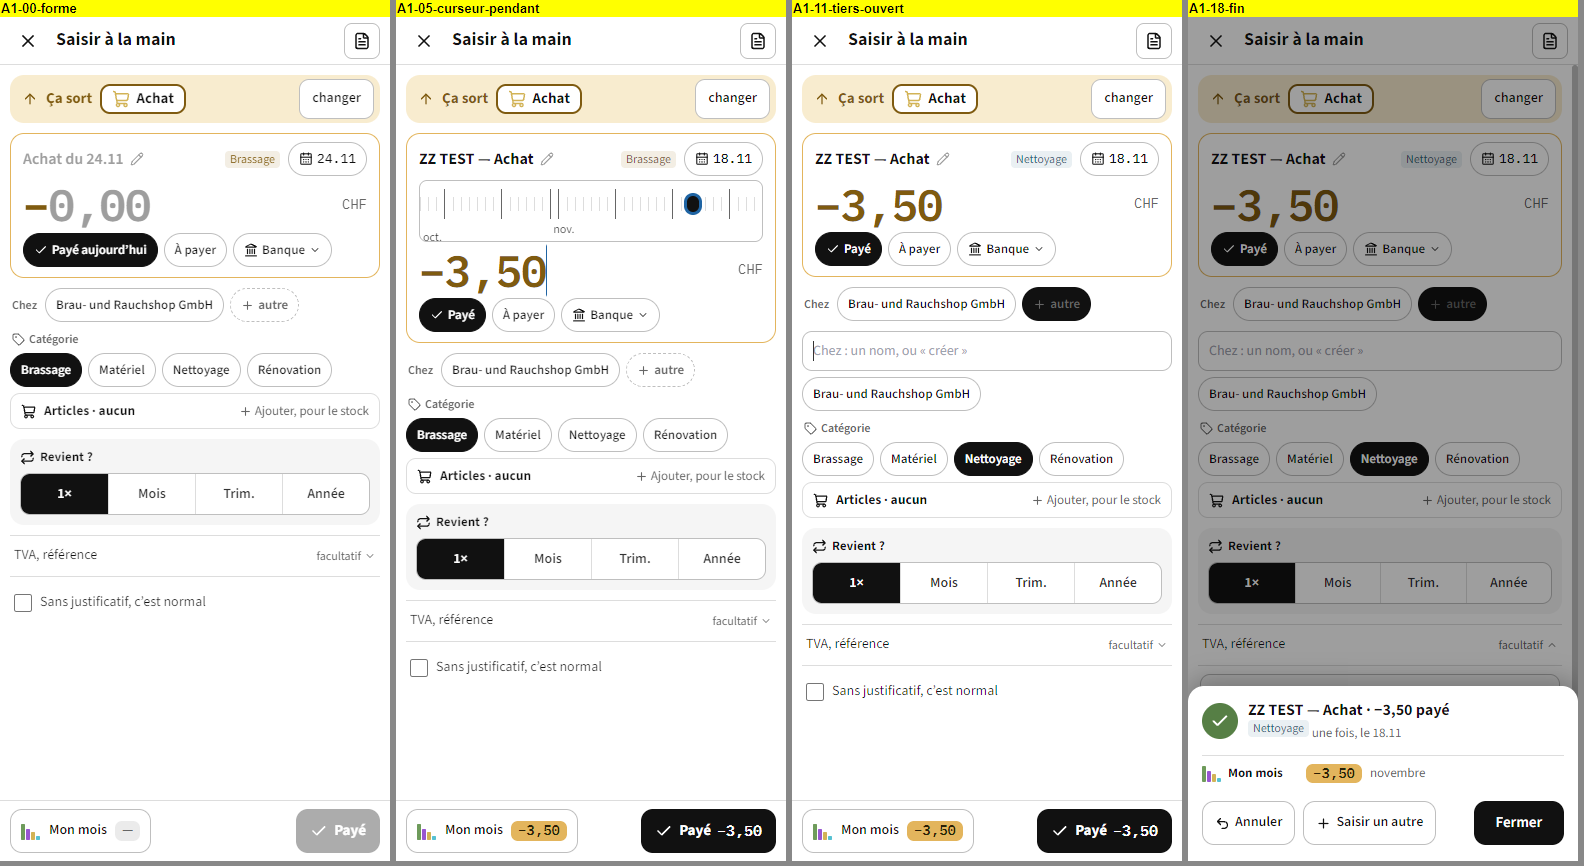 A1-00-forme
Saisir à la main
Ça sort
Achat
changer
Achat du 24.11
Brassage
24.11
−0,00
CHF
Payé aujourd'hui
À payer
Banque
Chez
Brau- und Rauchshop GmbH
+ autre
Catégorie
Brassage
Matériel
Nettoyage
Rénovation
Articles · aucun
+ Ajouter, pour le stock
Revient ?
1×
Mois
Trim.
Année
TVA, référence
facultatif
Sans justificatif, c'est normal
Mon mois
—
Payé
A1-05-curseur-pendant
Saisir à la main
Ça sort
Achat
changer
ZZ TEST — Achat
Brassage
18.11
oct.
nov.
−3,50
CHF
Payé
À payer
Banque
Chez
Brau- und Rauchshop GmbH
+ autre
Catégorie
Brassage
Matériel
Nettoyage
Rénovation
Articles · aucun
+ Ajouter, pour le stock
Revient ?
1×
Mois
Trim.
Année
TVA, référence
facultatif
Sans justificatif, c'est normal
Mon mois
−3,50
Payé −3,50
A1-11-tiers-ouvert
Saisir à la main
Ça sort
Achat
changer
ZZ TEST — Achat
Nettoyage
18.11
−3,50
CHF
Payé
À payer
Banque
Chez
Brau- und Rauchshop GmbH
+ autre
Chez : un nom, ou « créer »
Brau- und Rauchshop GmbH
Catégorie
Brassage
Matériel
Nettoyage
Rénovation
Articles · aucun
+ Ajouter, pour le stock
Revient ?
1×
Mois
Trim.
Année
TVA, référence
facultatif
Sans justificatif, c'est normal
Mon mois
−3,50
Payé −3,50
A1-18-fin
Saisir à la main
Ça sort
Achat
changer
ZZ TEST — Achat
Nettoyage
18.11
−3,50
CHF
Payé
À payer
Banque
Chez
Brau- und Rauchshop GmbH
+ autre
Chez : un nom, ou « créer »
Brau- und Rauchshop GmbH
Catégorie
Brassage
Matériel
Nettoyage
Rénovation
Articles · aucun
+ Ajouter, pour le stock
Revient ?
1×
Mois
Trim.
Année
TVA, référence
facultatif
ZZ TEST — Achat · −3,50 payé
Nettoyage
une fois, le 18.11
Mon mois
−3,50
novembre
Annuler
+ Saisir un autre
Fermer